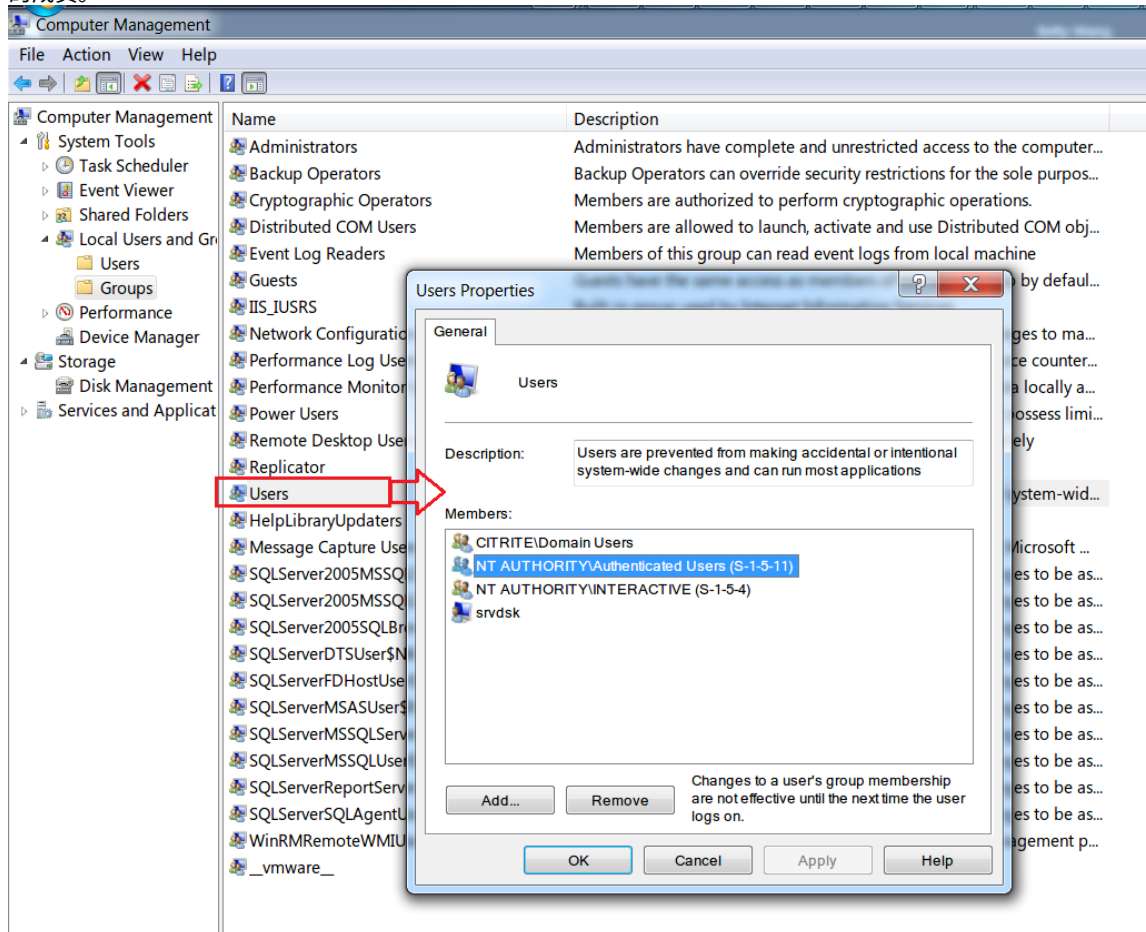 Computer Management
File Action View Help
Computer Management
System Tools
Task Scheduler
Event Viewer
Shared Folders
Local Users and Gr
Users
Groups
Performance
Device Manager
Storage
Disk Management
Services and Applicat
Name Description
Administrators Administrators have complete and unrestricted access to the computer...
Backup Operators Backup Operators can override security restrictions for the sole purpos...
Cryptographic Operators Members are authorized to perform cryptographic operations.
Distributed COM Users Members are allowed to launch, activate and use Distributed COM obj...
Event Log Readers Members of this group can read event logs from local machine
Guests by defaul...
IIS_IUSRS
Network Configuratio ges to ma...
Performance Log Use ce counter...
Performance Monitor a locally a...
Power Users possess limi...
Remote Desktop Use ely
Replicator
Users ystem-wid...
HelpLibraryUpdaters
Message Capture Use Microsoft ...
SQLServer2005MSSQ es to be as...
SQLServer2005MSSQ es to be as...
SQLServer2005SQLBr es to be as...
SQLServerDTSUser$N es to be as...
SQLServerFDHostUse es to be as...
SQLServerMSASUser$ es to be as...
SQLServerMSSQLServ es to be as...
SQLServerMSSQLUser es to be as...
SQLServerReportServ es to be as...
SQLServerSQLAgentU es to be as...
WinRMRemoteWMIU agement p...
__vmware__
Users Properties
General
Users
Description: Users are prevented from making accidental or intentional
system-wide changes and can run most applications
Members:
CITRITE\Domain Users
NT AUTHORITY\Authenticated Users (S-1-5-11)
NT AUTHORITY\INTERACTIVE (S-1-5-4)
srvdsk
Add... Remove
Changes to a user's group membership
are not effective until the next time the user
logs on.
OK Cancel Apply Help